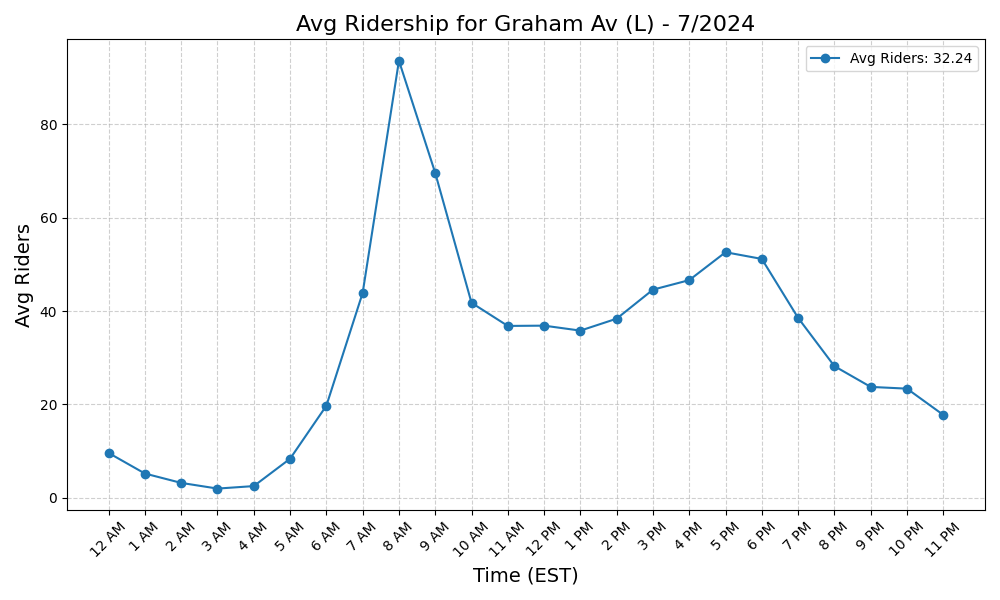 Avg Ridership for Graham Av (L) - 7/2024
Avg Riders: 32.24
Avg Riders
80
60
40
20
0
12 AM
1 AM
2 AM
3 AM
4 AM
5 AM
6 AM
7 AM
8 AM
9 AM
10 AM
11 AM
12 PM
1 PM
2 PM
3 PM
4 PM
5 PM
6 PM
7 PM
8 PM
9 PM
10 PM
11 PM
Time (EST)